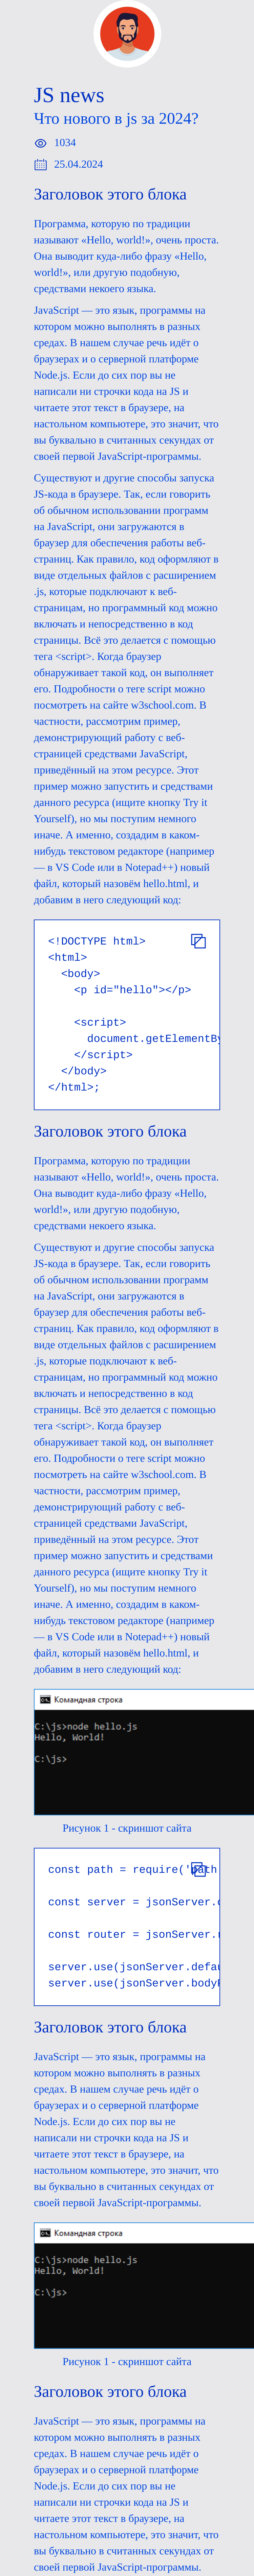 JS news
Что нового в js за 2024?
1034
25.04.2024
Заголовок этого блока
Программа, которую по традиции
называют «Hello, world!», очень проста.
Она выводит куда-либо фразу «Hello,
world!», или другую подобную,
средствами некоего языка.
JavaScript — это язык, программы на
котором можно выполнять в разных
средах. В нашем случае речь идёт о
браузерах и о серверной платформе
Node.js. Если до сих пор вы не
написали ни строчки кода на JS и
читаете этот текст в браузере, на
настольном компьютере, это значит, что
вы буквально в считанных секундах от
своей первой JavaScript-программы.
Существуют и другие способы запуска
JS-кода в браузере. Так, если говорить
об обычном использовании программ
на JavaScript, они загружаются в
браузер для обеспечения работы веб-
страниц. Как правило, код оформляют в
виде отдельных файлов с расширением
.js, которые подключают к веб-
страницам, но программный код можно
включать и непосредственно в код
страницы. Всё это делается с помощью
тега <script>. Когда браузер
обнаруживает такой код, он выполняет
его. Подробности о теге script можно
посмотреть на сайте w3school.com. В
частности, рассмотрим пример,
демонстрирующий работу с веб-
страницей средствами JavaScript,
приведённый на этом ресурсе. Этот
пример можно запустить и средствами
данного ресурса (ищите кнопку Try it
Yourself), но мы поступим немного
иначе. А именно, создадим в каком-
нибудь текстовом редакторе (например
— в VS Code или в Notepad++) новый
файл, который назовём hello.html, и
добавим в него следующий код:
<!DOCTYPE html>
<html>
<body>
<p id="hello"></p>
<script>
document.getElementBy
</script>
</body>
</html>;
Заголовок этого блока
Программа, которую по традиции
называют «Hello, world!», очень проста.
Она выводит куда-либо фразу «Hello,
world!», или другую подобную,
средствами некоего языка.
Существуют и другие способы запуска
JS-кода в браузере. Так, если говорить
об обычном использовании программ
на JavaScript, они загружаются в
браузер для обеспечения работы веб-
страниц. Как правило, код оформляют в
виде отдельных файлов с расширением
.js, которые подключают к веб-
страницам, но программный код можно
включать и непосредственно в код
страницы. Всё это делается с помощью
тега <script>. Когда браузер
обнаруживает такой код, он выполняет
его. Подробности о теге script можно
посмотреть на сайте w3school.com. В
частности, рассмотрим пример,
демонстрирующий работу с веб-
страницей средствами JavaScript,
приведённый на этом ресурсе. Этот
пример можно запустить и средствами
данного ресурса (ищите кнопку Try it
Yourself), но мы поступим немного
иначе. А именно, создадим в каком-
нибудь текстовом редакторе (например
— в VS Code или в Notepad++) новый
файл, который назовём hello.html, и
добавим в него следующий код:
Командная строка
C:\js>node hello.js
Hello, World!
C:\js>
Рисунок 1 - скриншот сайта
const path = require('path
const server = jsonServer.
const router = jsonServer.
server.use(jsonServer.defau
server.use(jsonServer.bodyP
Заголовок этого блока
JavaScript — это язык, программы на
котором можно выполнять в разных
средах. В нашем случае речь идёт о
браузерах и о серверной платформе
Node.js. Если до сих пор вы не
написали ни строчки кода на JS и
читаете этот текст в браузере, на
настольном компьютере, это значит, что
вы буквально в считанных секундах от
своей первой JavaScript-программы.
Командная строка
C:\js>node hello.js
Hello, World!
C:\js>
Рисунок 1 - скриншот сайта
Заголовок этого блока
JavaScript — это язык, программы на
котором можно выполнять в разных
средах. В нашем случае речь идёт о
браузерах и о серверной платформе
Node.js. Если до сих пор вы не
написали ни строчки кода на JS и
читаете этот текст в браузере, на
настольном компьютере, это значит, что
вы буквально в считанных секундах от
своей первой JavaScript-программы.